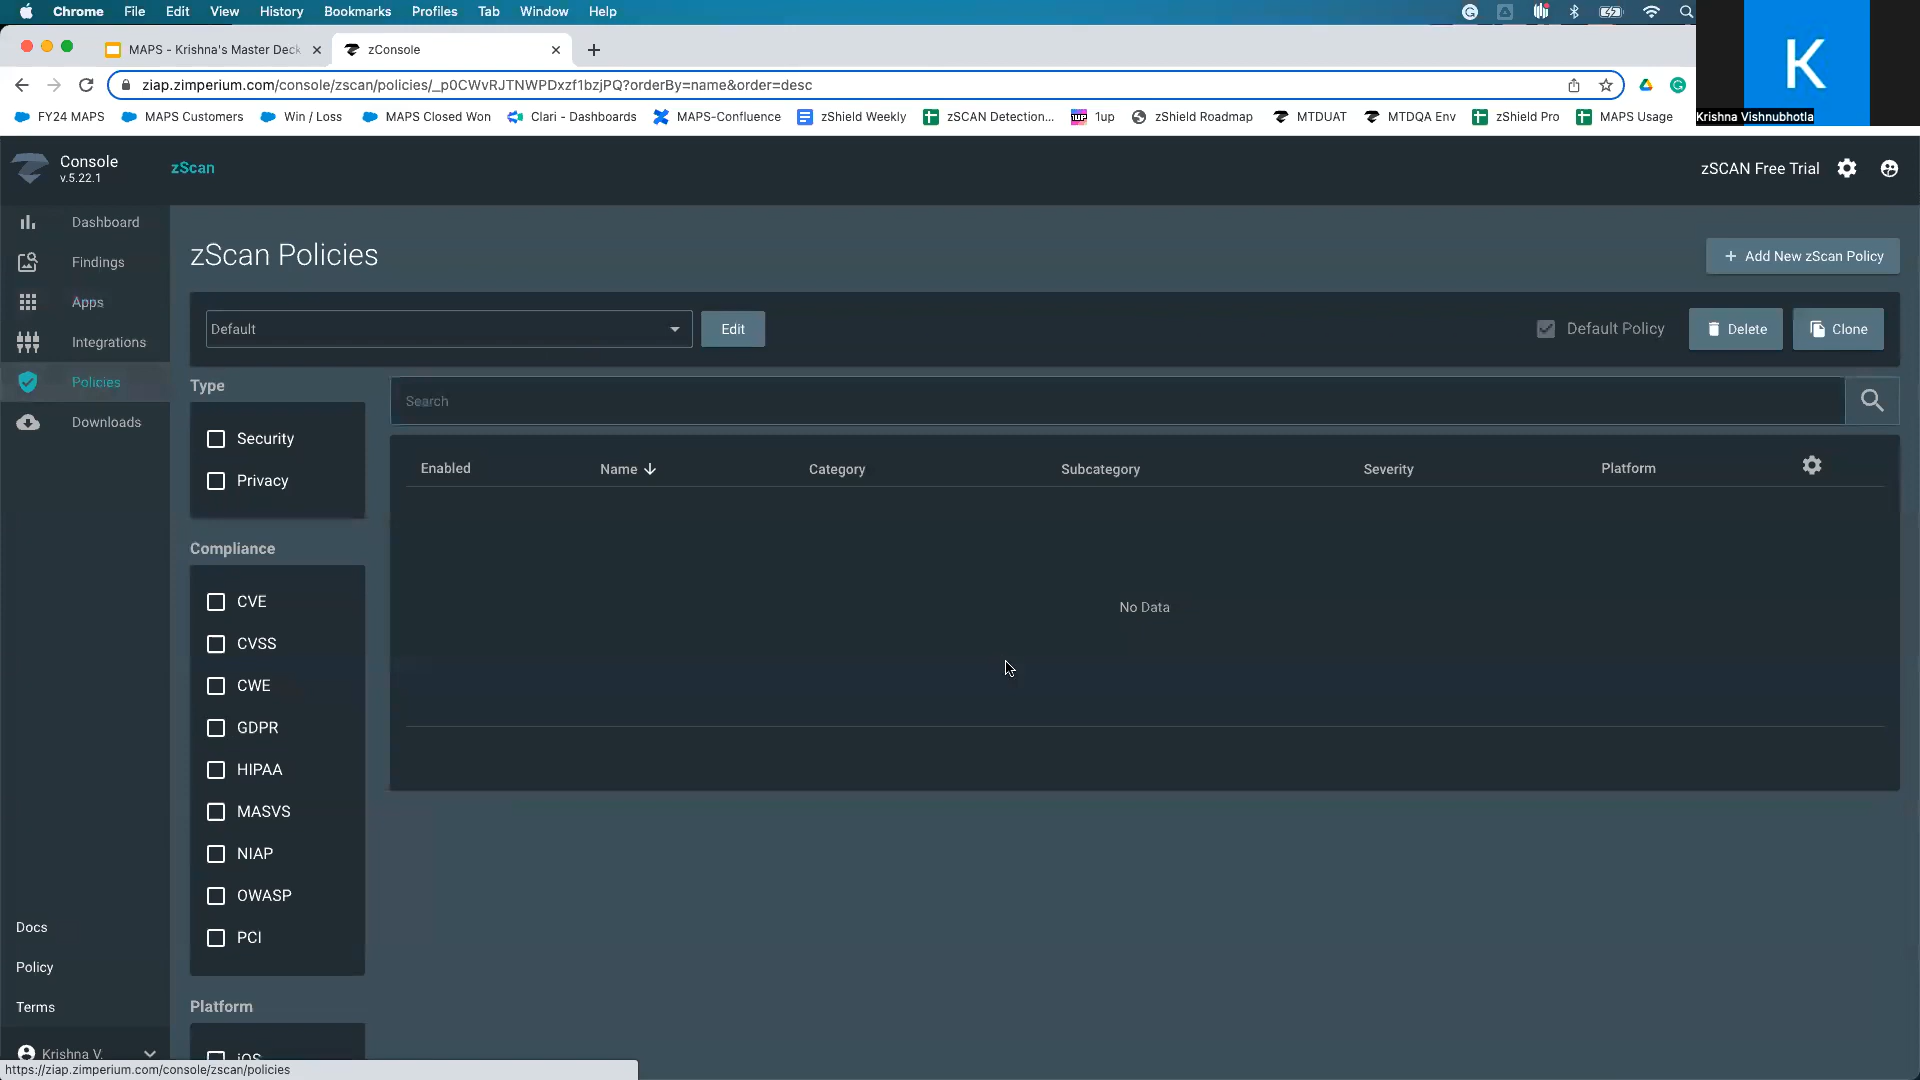 Chrome File Edit View History Bookmarks Profiles Tab Window Help
MAPS - Krishna's Master Deck
zConsole
ziap.zimperium.com/console/zscan/policies/_p0CWvRJTNWPDxzf1bzjPQ?orderBy=name&order=desc
K
Krishna Vishnubhotla
FY24 MAPS MAPS Customers Win / Loss MAPS Closed Won Clari - Dashboards MAPS-Confluence zShield Weekly zSCAN Detection... 1up zShield Roadmap MTDUAT MTDQA Env zShield Pro MAPS Usage
Console
v.5.22.1
zScan
zSCAN Free Trial
Dashboard
Findings
Apps
Integrations
Policies
Downloads
zScan Policies
+ Add New zScan Policy
Default
Edit
Default Policy
Delete
Clone
Type
Security
Privacy
Search
Enabled Name Category Subcategory Severity Platform
No Data
Compliance
CVE
CVSS
CWE
GDPR
HIPAA
MASVS
NIAP
OWASP
PCI
Platform
iOS
Docs
Policy
Terms
Krishna V.
https://ziap.zimperium.com/console/zscan/policies